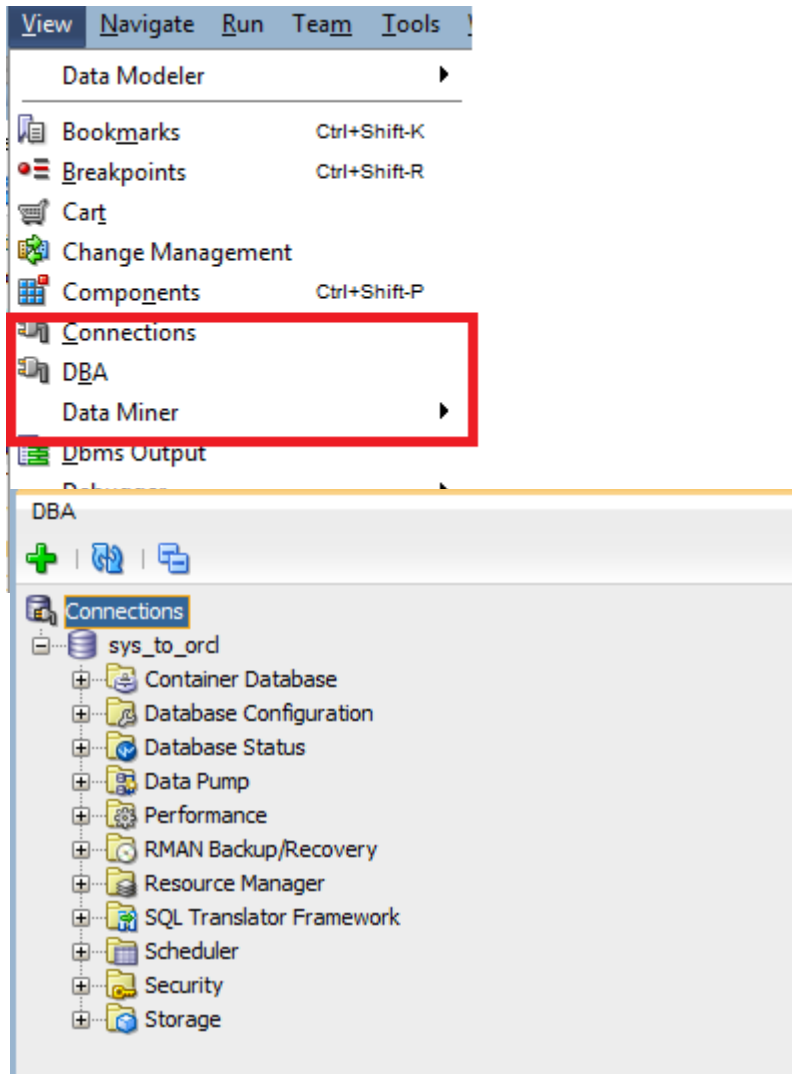 View Navigate Run Team Tools
Data Modeler
Bookmarks Ctrl+Shift-K
Breakpoints Ctrl+Shift-R
Cart
Change Management
Components Ctrl+Shift-P
Connections
DBA
Data Miner
Dbms Output
DBA
Connections
sys_to_orcl
Container Database
Database Configuration
Database Status
Data Pump
Performance
RMAN Backup/Recovery
Resource Manager
SQL Translator Framework
Scheduler
Security
Storage